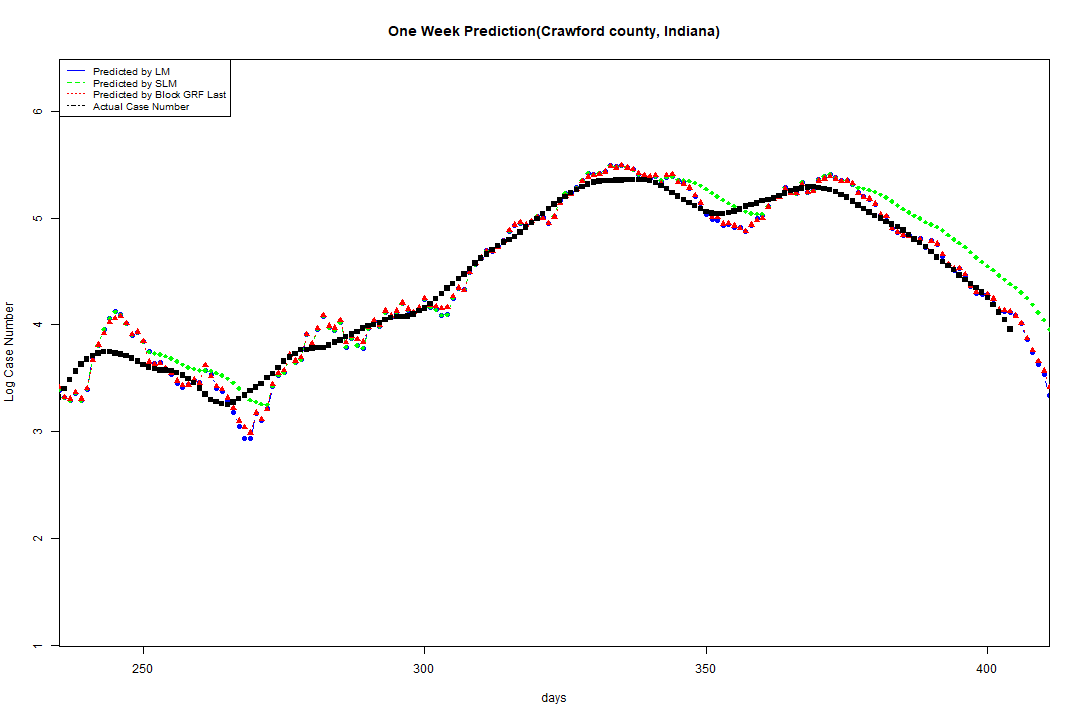 One Week Prediction(Crawford county, Indiana)
Predicted by LM
Predicted by SLM
Predicted by Block GRF Last
Actual Case Number
Log Case Number
6
5
4
3
2
1
250 300 350 400
days